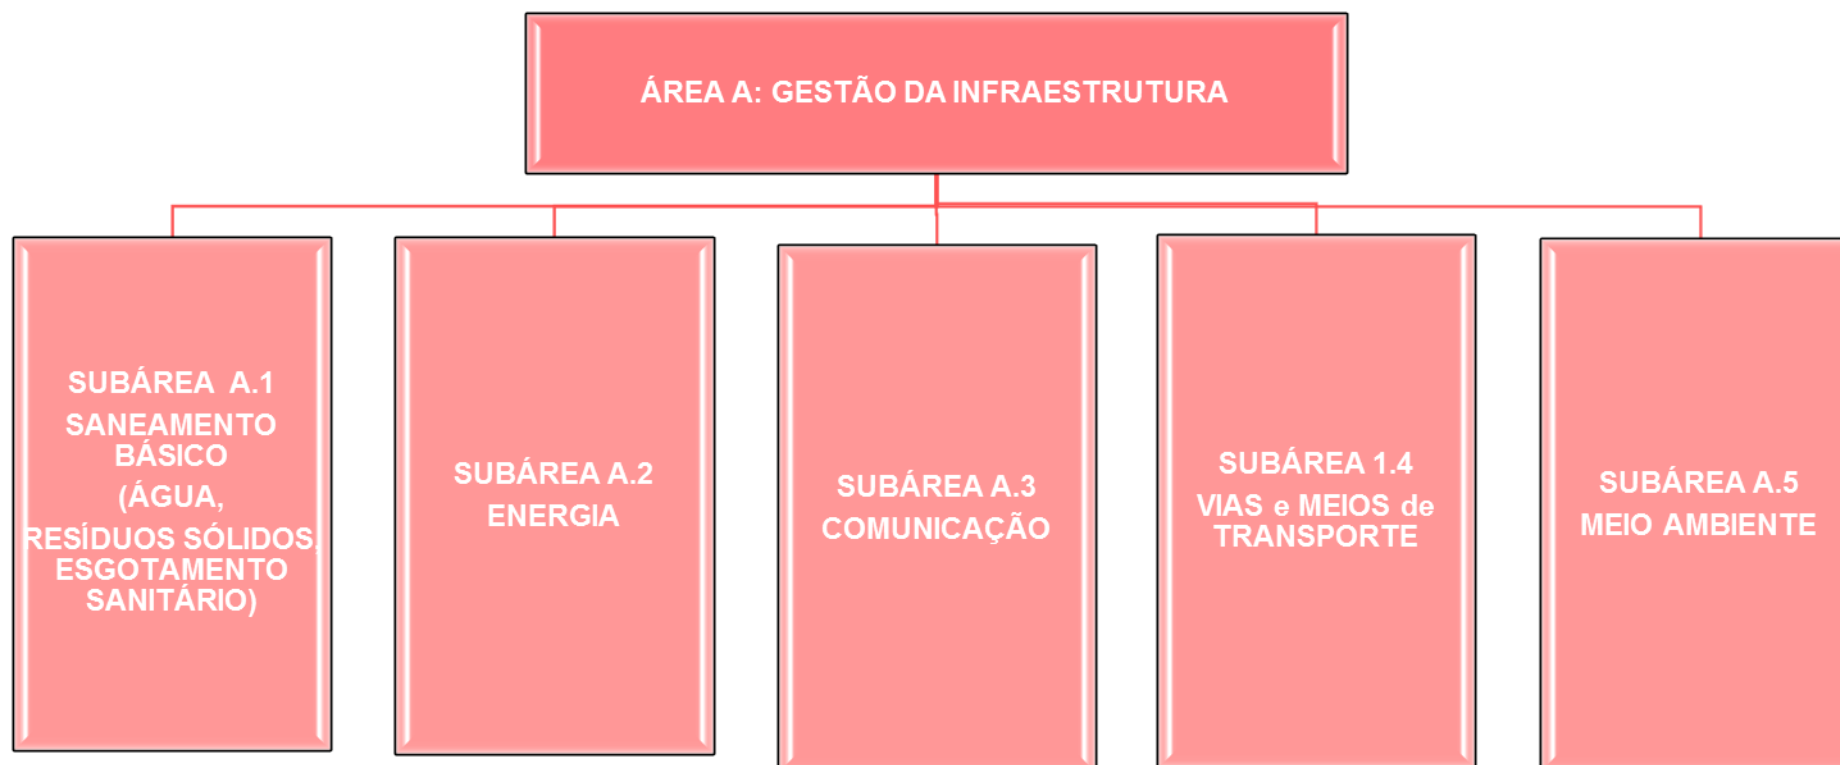 ÁREA A: GESTÃO DA INFRAESTRUTURA
SUBÁREA A.1
SANEAMENTO
BÁSICO
(ÁGUA,
RESÍDUOS SÓLIDOS,
ESGOTAMENTO
SANITÁRIO)
SUBÁREA A.2
ENERGIA
SUBÁREA A.3
COMUNICAÇÃO
SUBÁREA 1.4
VIAS e MEIOS de
TRANSPORTE
SUBÁREA A.5
MEIO AMBIENTE